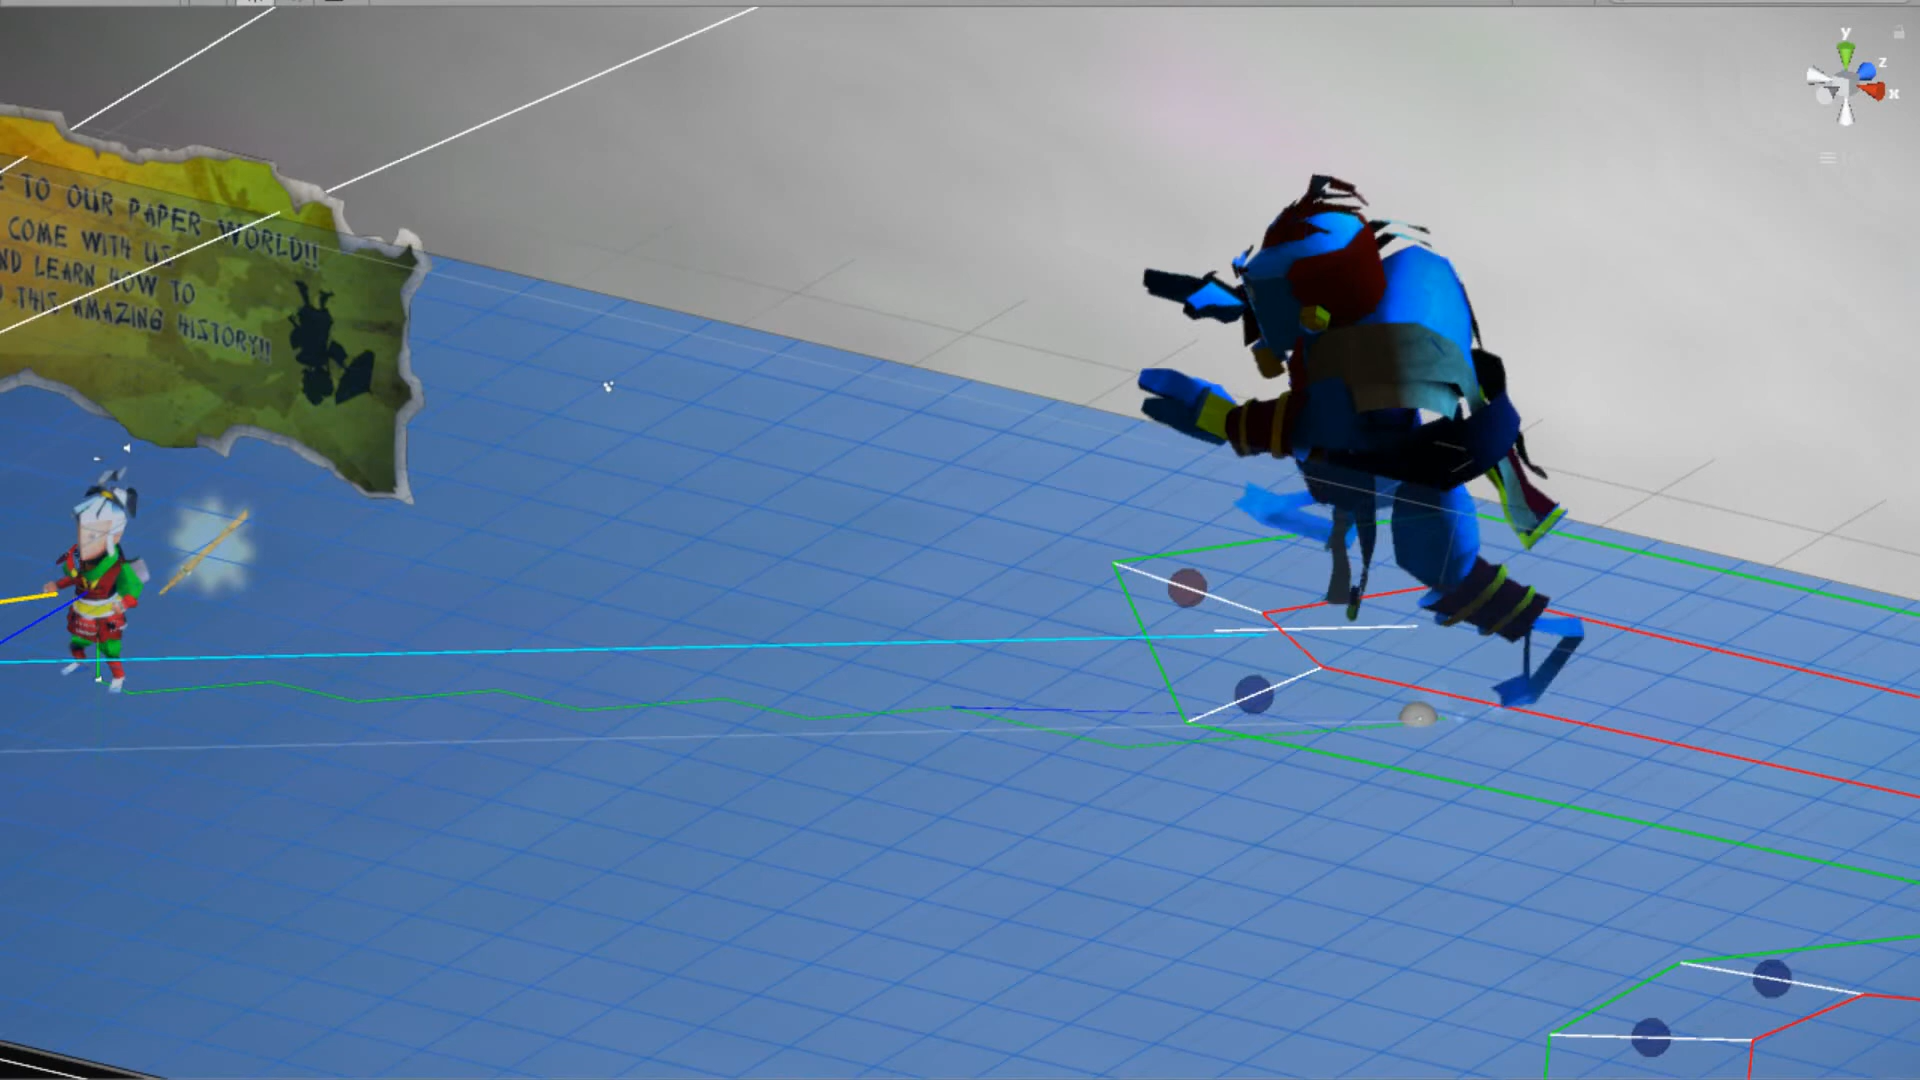 TO OUR PAPER WORLD!!
COME WITH US
ND LEARN HOW TO
THIS AMAZING HISTORY!!
y
z
x